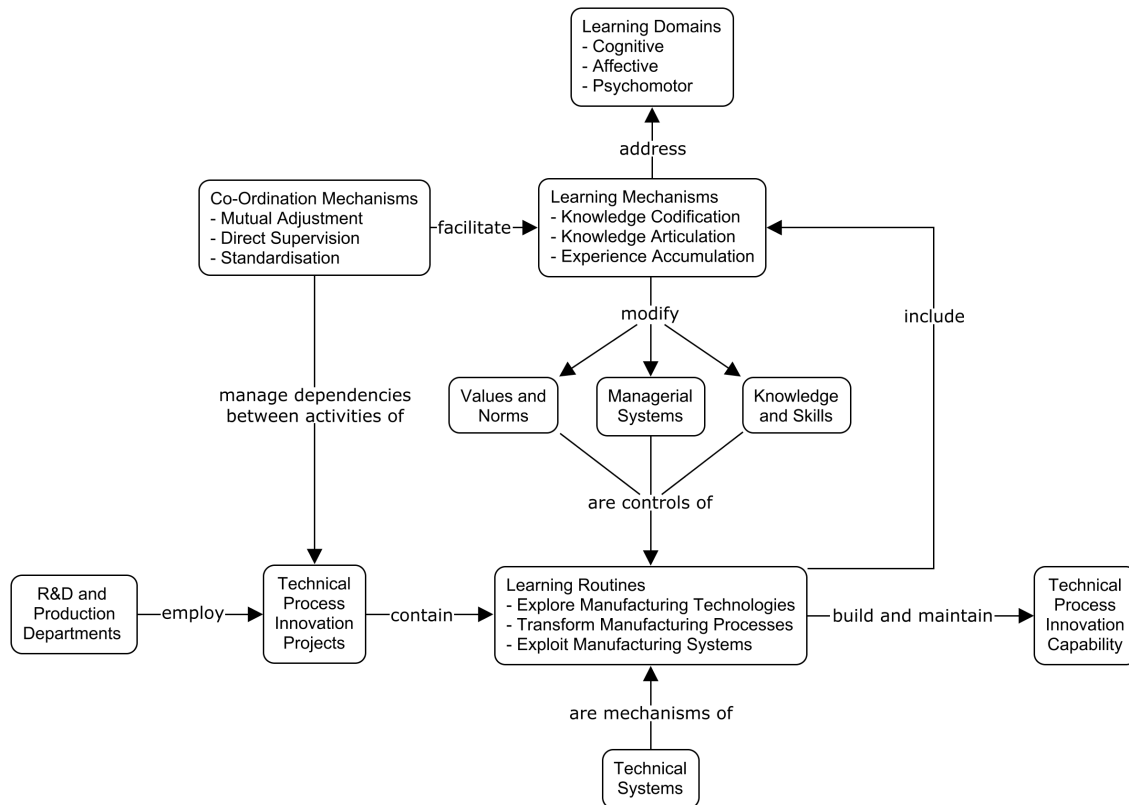 Learning Domains
- Cognitive
- Affective
- Psychomotor
address
Co-Ordination Mechanisms
- Mutual Adjustment
- Direct Supervision
- Standardisation
facilitate
Learning Mechanisms
- Knowledge Codification
- Knowledge Articulation
- Experience Accumulation
modify
include
manage dependencies
between activities of
Values and
Norms
Managerial
Systems
Knowledge
and Skills
are controls of
R&D and
Production
Departments
employ
Technical
Process
Innovation
Projects
contain
Learning Routines
- Explore Manufacturing Technologies
- Transform Manufacturing Processes
- Exploit Manufacturing Systems
build and maintain
Technical
Process
Innovation
Capability
are mechanisms of
Technical
Systems